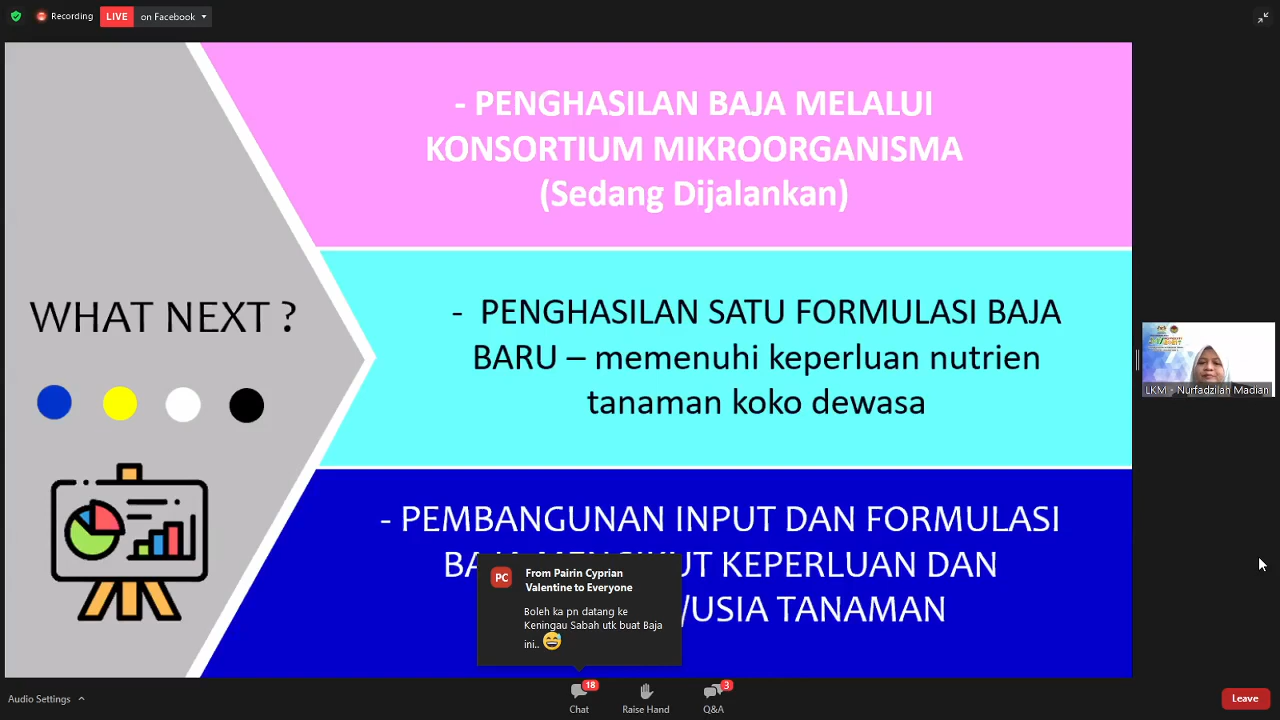 Recording
LIVE
on Facebook
- PENGHASILAN BAJA MELALUI
KONSORTIUM MIKROORGANISMA
(Sedang Dijalankan)
WHAT NEXT ?
- PENGHASILAN SATU FORMULASI BAJA
BARU – memenuhi keperluan nutrien
tanaman koko dewasa
LKM - Nurfadzilah Madian
- PEMBANGUNAN INPUT DAN FORMULASI
KEPERLUAN DAN
/USIA TANAMAN
PC
From Pairin Cyprian
Valentine to Everyone
Boleh ka pn datang ke
Keningau Sabah utk buat Baja
ini.. 😅
Audio Settings
18
Chat
Raise Hand
3
Q&A
Leave